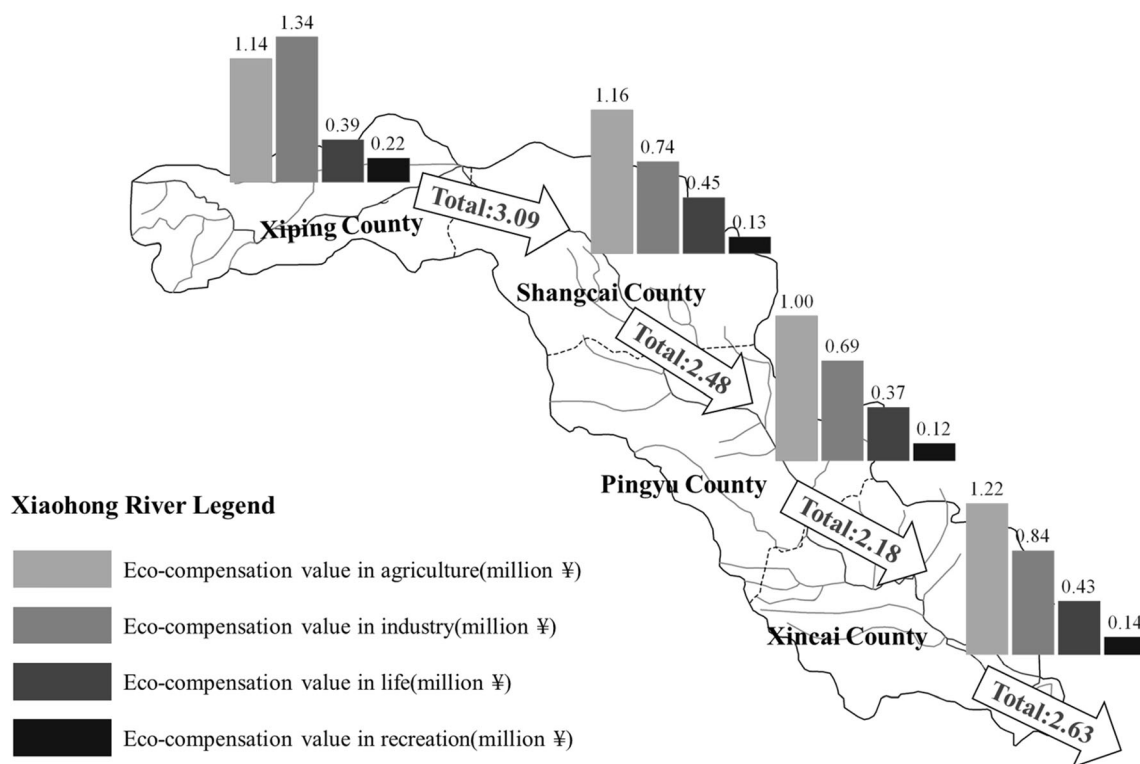 1.14
1.34
0.39
0.22
Total:3.09
Xiping County
1.16
0.74
0.45
0.13
Shangcai County
Total:2.48
1.00
0.69
0.37
0.12
Pingyu County
Total:2.18
1.22
0.84
0.43
0.14
Xincai County
Total:2.63
Xiaohong River Legend
Eco-compensation value in agriculture(million ¥)
Eco-compensation value in industry(million ¥)
Eco-compensation value in life(million ¥)
Eco-compensation value in recreation(million ¥)